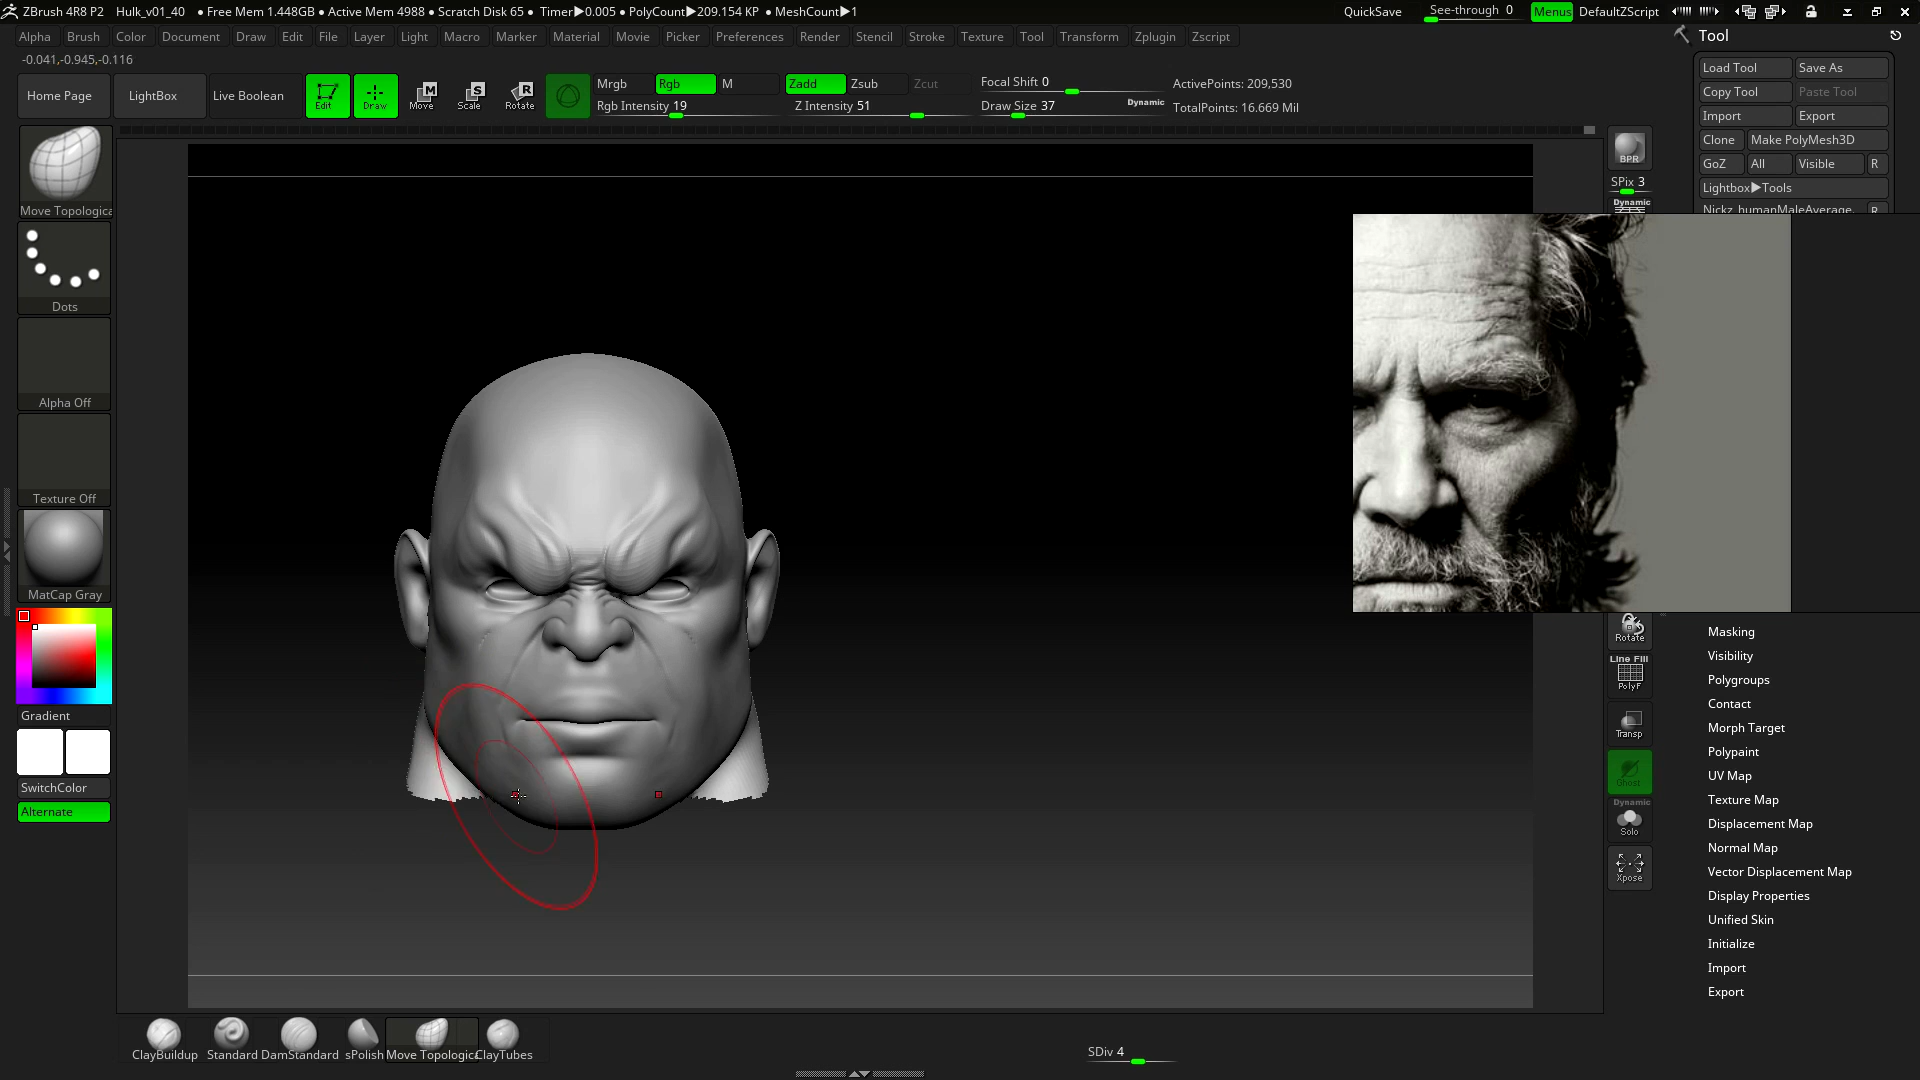 ZBrush 4R8 P2 Hulk_v01_40 ● Free Mem 1.448GB ● Active Mem 4988 ● Scratch Disk 65 ● Timer▶0.005 ● PolyCount▶209.154 KP ● MeshCount▶1 QuickSave See-through 0 Menus DefaultZScript
Alpha Brush Color Document Draw Edit File Layer Light Macro Marker Material Movie Picker Preferences Render Stencil Stroke Texture Tool Transform Zplugin Zscript
Tool
-0.041,-0.945,-0.116
Load Tool Save As
Home Page LightBox Live Boolean Edit Draw Move Scale Rotate
Mrgb Rgb M Zadd Zsub Zcut Focal Shift 0 ActivePoints: 209,530
Rgb Intensity 19 Z Intensity 51 Draw Size 37 Dynamic TotalPoints: 16.669 Mil
Copy Tool Paste Tool
Import Export
Clone Make PolyMesh3D
GoZ All Visible R
Lightbox▶Tools
Nickz_humanMaleAverage. R
BPR
SPix 3
Dynamic
Move Topologica
Dots
Alpha Off
Texture Off
MatCap Gray
Gradient
SwitchColor
Alternate
Rotate
Line Fill
PolyF
Transp
Ghost
Dynamic
Solo
Xpose
Masking
Visibility
Polygroups
Contact
Morph Target
Polypaint
UV Map
Texture Map
Displacement Map
Normal Map
Vector Displacement Map
Display Properties
Unified Skin
Initialize
Import
Export
ClayBuildup Standard DamStandard sPolish Move Topologica ClayTubes
SDiv 4